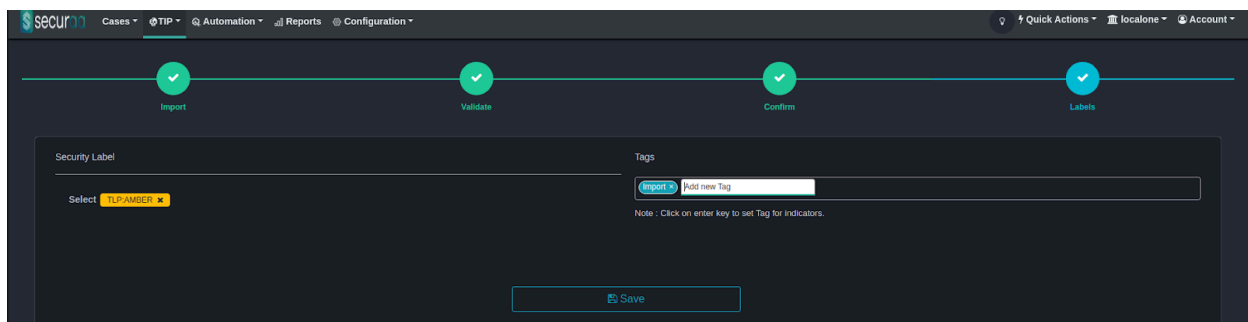 securaa Cases TIP Automation Reports Configuration Quick Actions localone Account
Import Validate Confirm Labels
Security Label
Select TLP:AMBER ×
Tags
Import × Add new Tag
Note : Click on enter key to set Tag for indicators.
Save